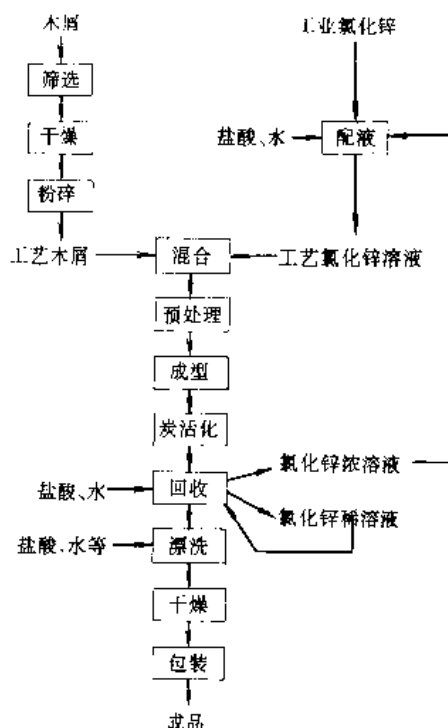 木屑
工业氯化锌
筛选
干燥
盐酸、水
配液
粉碎
工艺木屑
混合
工艺氯化锌溶液
预处理
成型
炭活化
氯化锌浓溶液
盐酸、水
回收
氯化锌稀溶液
盐酸、水等
漂洗
干燥
包装
成品